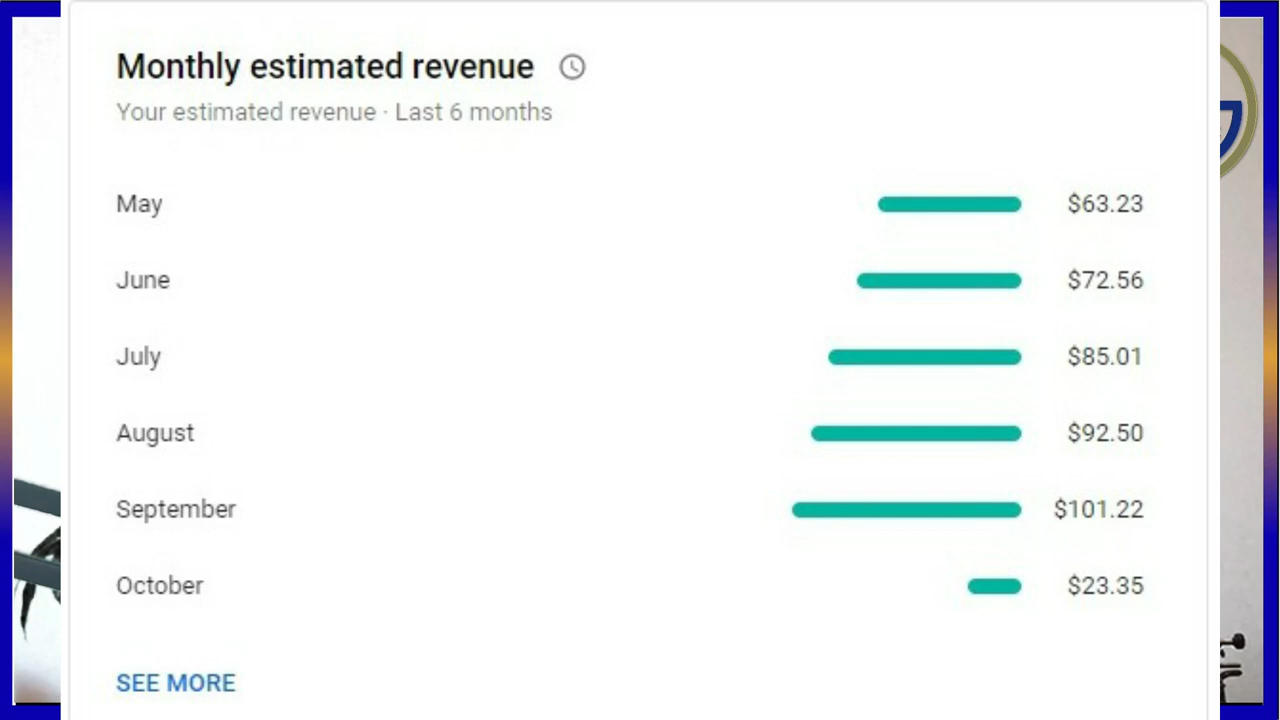 Monthly estimated revenue
Your estimated revenue · Last 6 months
May $63.23
June $72.56
July $85.01
August $92.50
September $101.22
October $23.35
SEE MORE